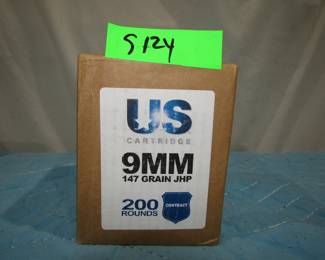 S124
US
CARTRIDGE
9MM
147 GRAIN JHP
200
ROUNDS
CONTRACT